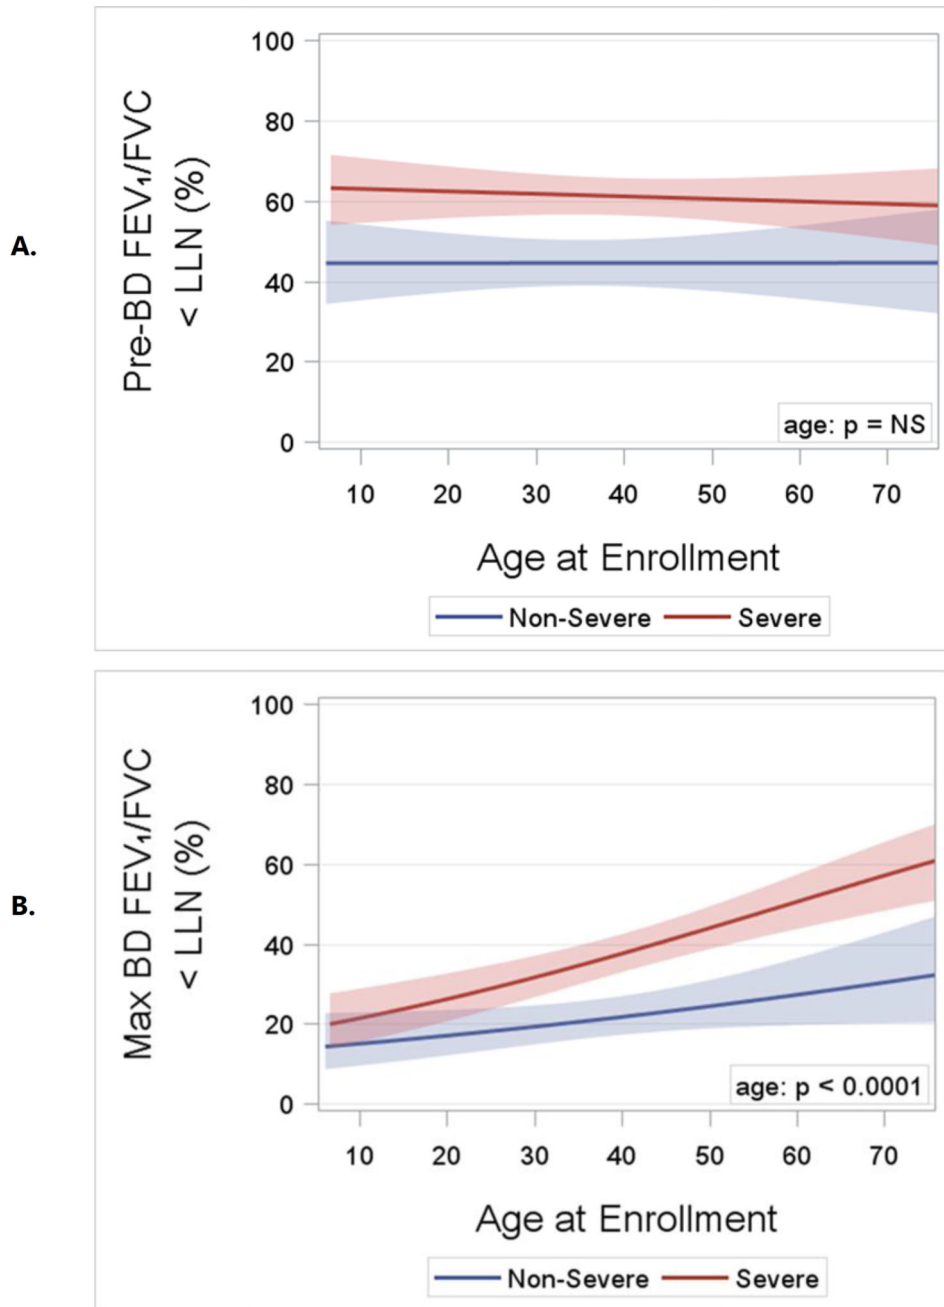 A.
Pre-BD FEV₁/FVC
< LLN (%)
100
80
60
40
20
0
age: p = NS
10 20 30 40 50 60 70
Age at Enrollment
Non-Severe Severe
B.
Max BD FEV₁/FVC
< LLN (%)
100
80
60
40
20
0
age: p < 0.0001
10 20 30 40 50 60 70
Age at Enrollment
Non-Severe Severe